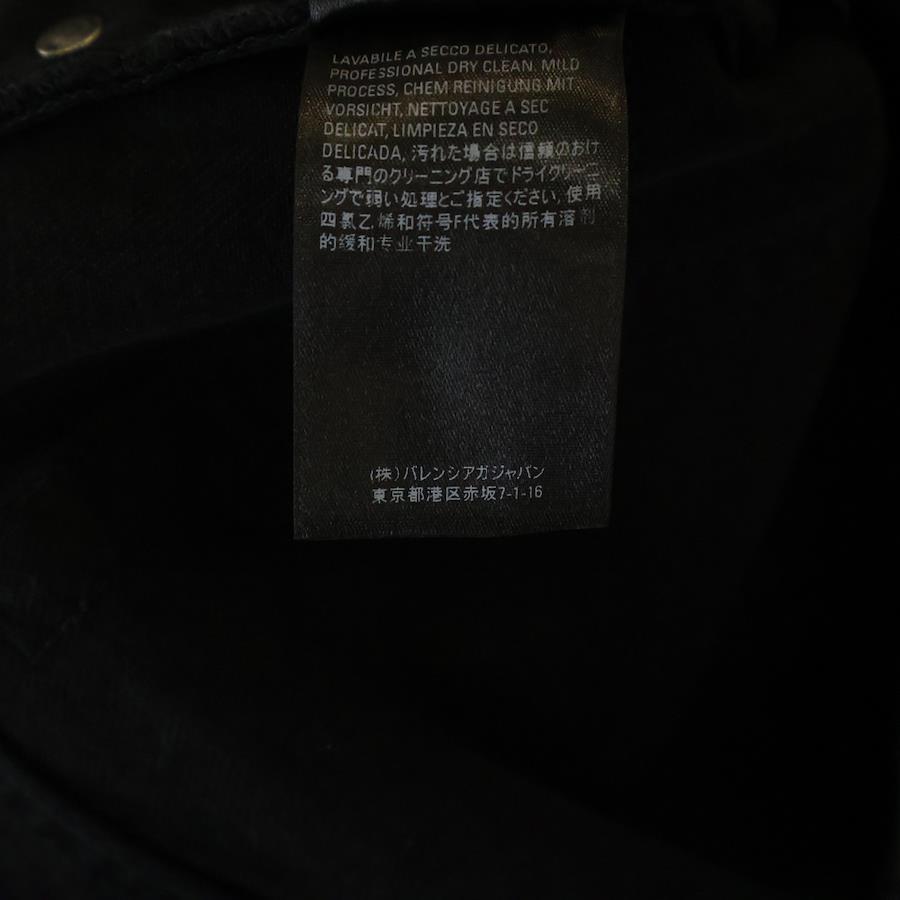 LAVABILE A SECCO DELICATO,
PROFESSIONAL DRY CLEAN, MILD
PROCESS, CHEM REINIGUNG MIT
VORSICHT, NETTOYAGE A SEC
DELICAT, LIMPIEZA EN SECO
DELICADA, 汚れた場合は信頼のおけ
る専門のクリーニング店でドライクリーニ
ングで弱い処理とご指定ください, 使用
四氯乙烯和符号F代表的所有溶剂
的缓和专业干洗
(株)バレンシアガジャパン
東京都港区赤坂7-1-16